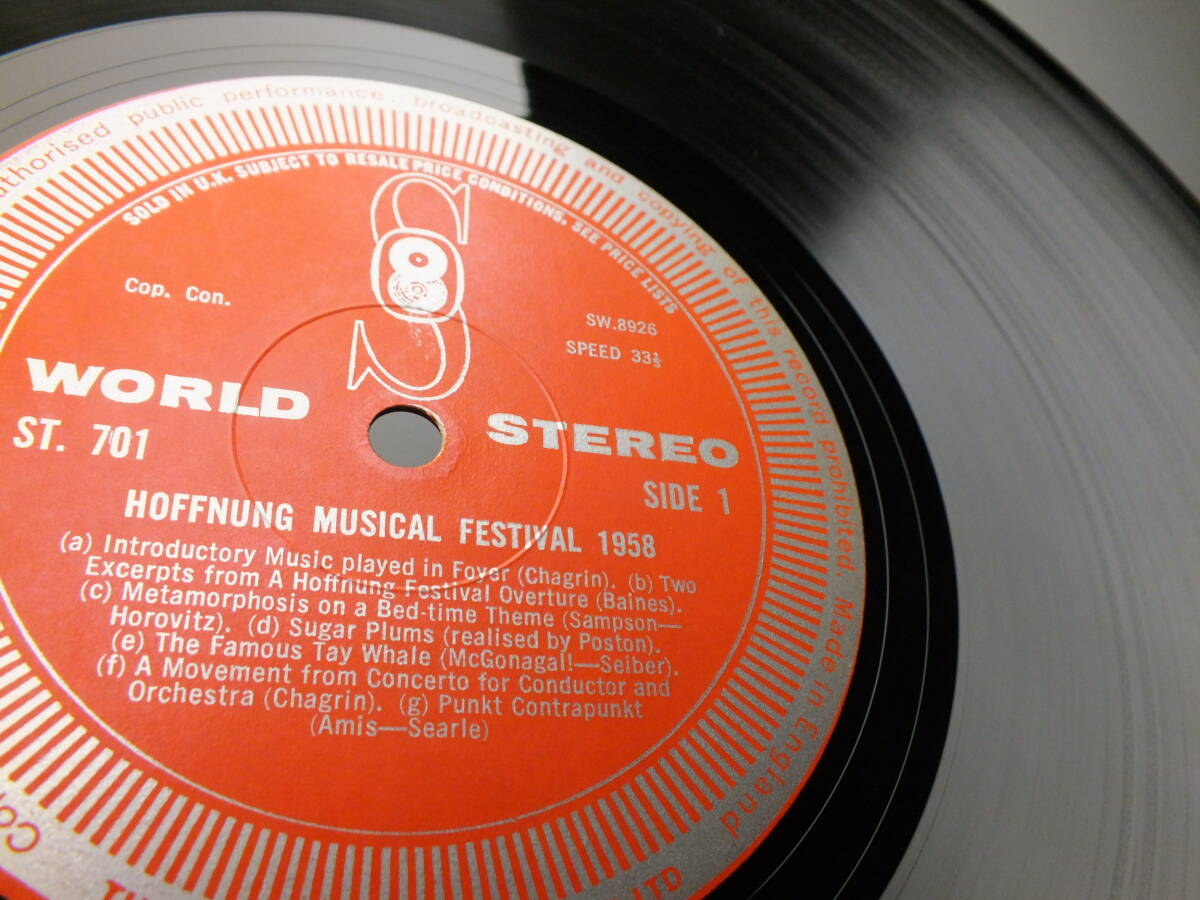 authorised public performance, broadcasting and copying of this record prohibited. Made in England
SOLD IN U.K. SUBJECT TO RESALE PRICE CONDITIONS, SEE PRICE LISTS
Cop. Con.
SW.8926
SPEED 33⅓
WORLD STEREO
ST. 701
SIDE 1
HOFFNUNG MUSICAL FESTIVAL 1958
(a) Introductory Music played in Foyer (Chagrin). (b) Two
Excerpts from A Hoffnung Festival Overture (Baines).
(c) Metamorphosis on a Bed-time Theme (Sampson—
Horovitz). (d) Sugar Plums (realised by Poston).
(e) The Famous Tay Whale (McGonagal!—Seiber).
(f) A Movement from Concerto for Conductor and
Orchestra (Chagrin). (g) Punkt Contrapunkt
(Amis—Searle)
LTD